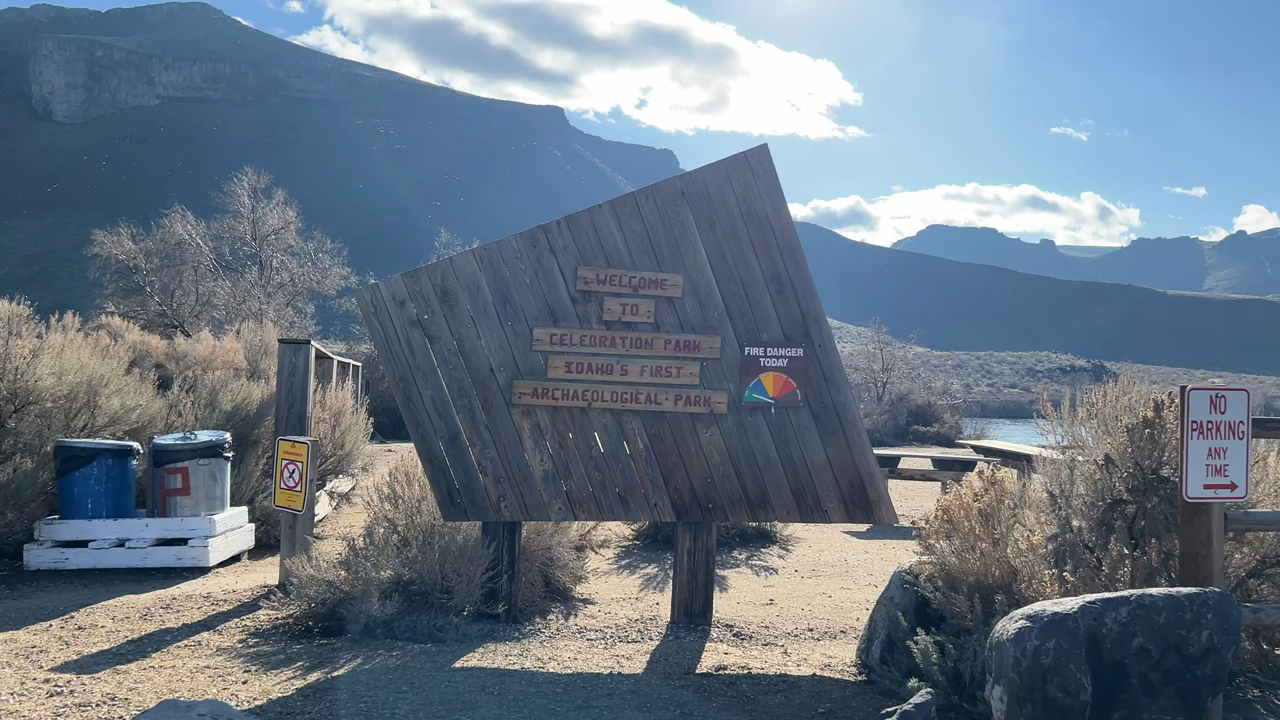 WELCOME
TO
CELEBRATION PARK
IDAHO'S FIRST
ARCHAEOLOGICAL • PARK
FIRE DANGER
TODAY
NO
PARKING
ANY
TIME
P